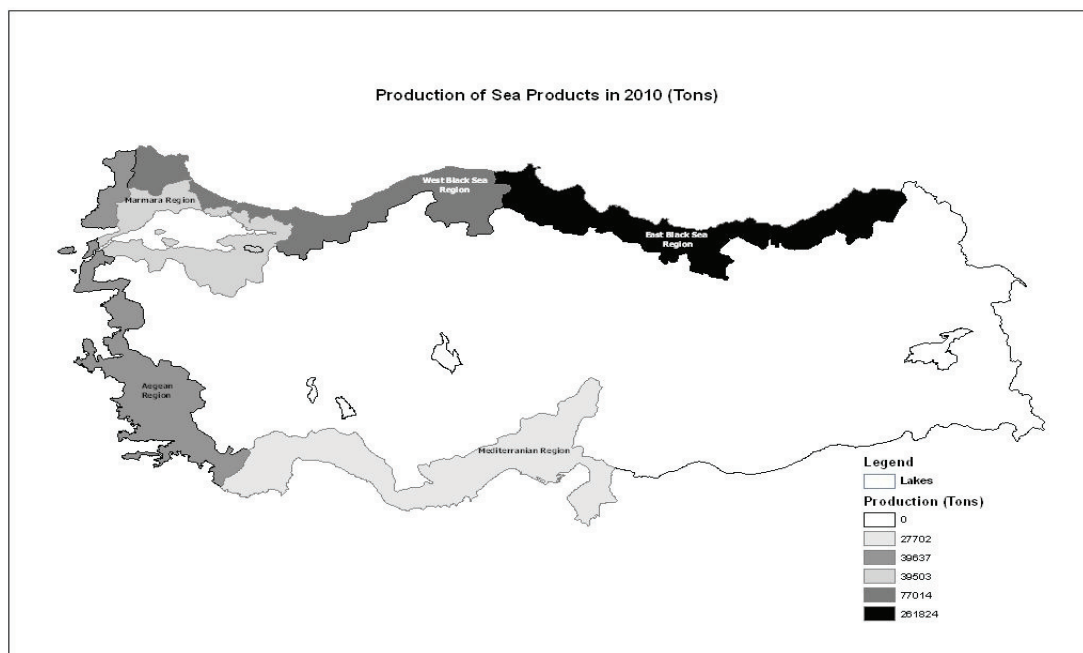 Production of Sea Products in 2010 (Tons)
West Black Sea
Region
Marmara Region
East Black Sea
Region
Aegean
Region
Mediterranian Region
Legend
Lakes
Production (Tons)
0
27702
39637
39503
77014
261824